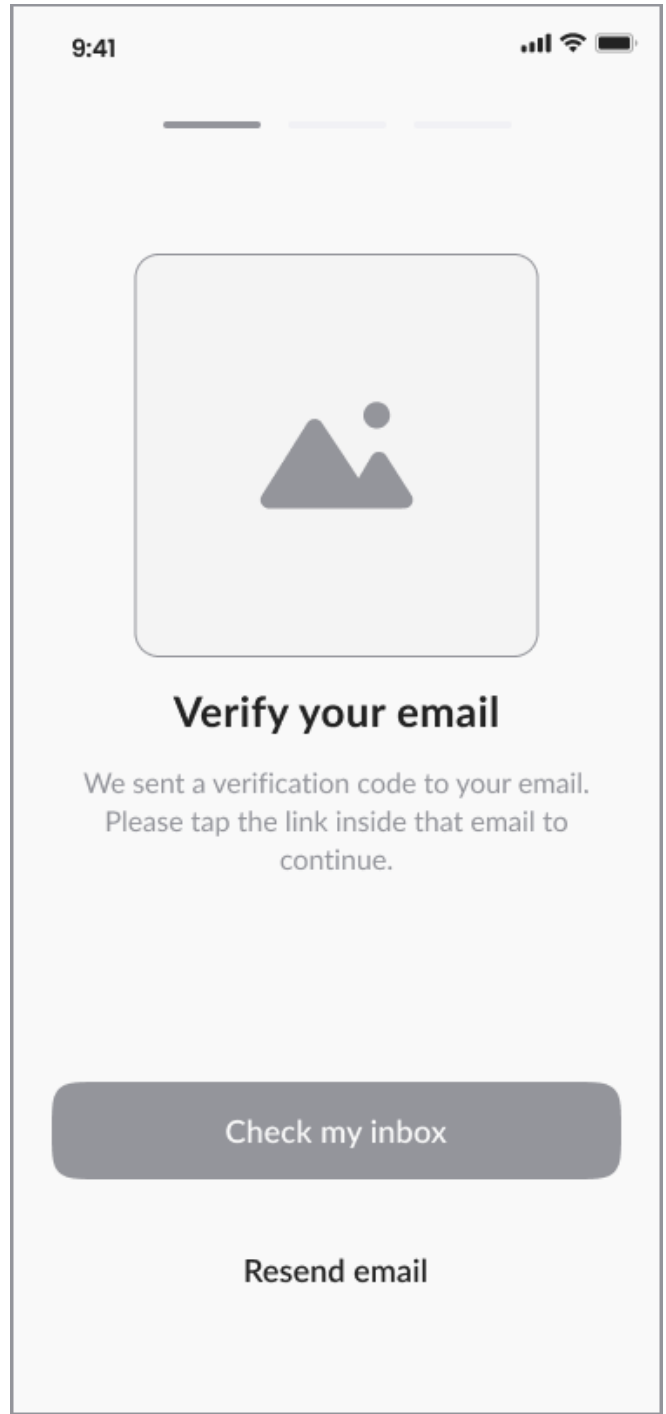 9:41
Verify your email
We sent a verification code to your email.
Please tap the link inside that email to
continue.
Check my inbox
Resend email